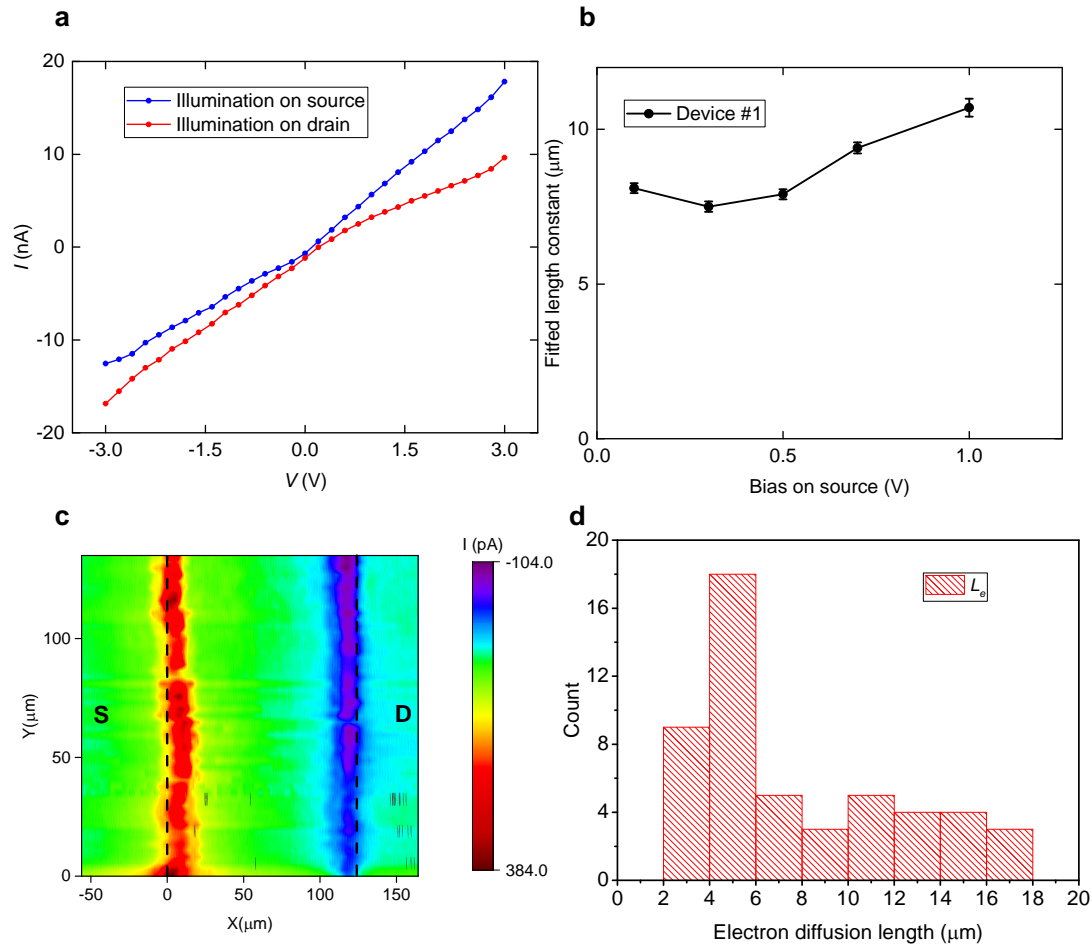 a
20
10
0
-10
-20
I (nA)
Illumination on source
Illumination on drain
-3.0 -1.5 0.0 1.5 3.0
V (V)
b
10
5
0
Fitfed length constant (μm)
Device #1
0.0 0.5 1.0
Bias on source (V)
c
I (pA)
-104.0
384.0
100
50
0
Y(μm)
S
D
-50 0 50 100 150
X(μm)
d
20
16
12
8
4
0
Count
Le
0 2 4 6 8 10 12 14 16 18 20
Electron diffusion length (μm)